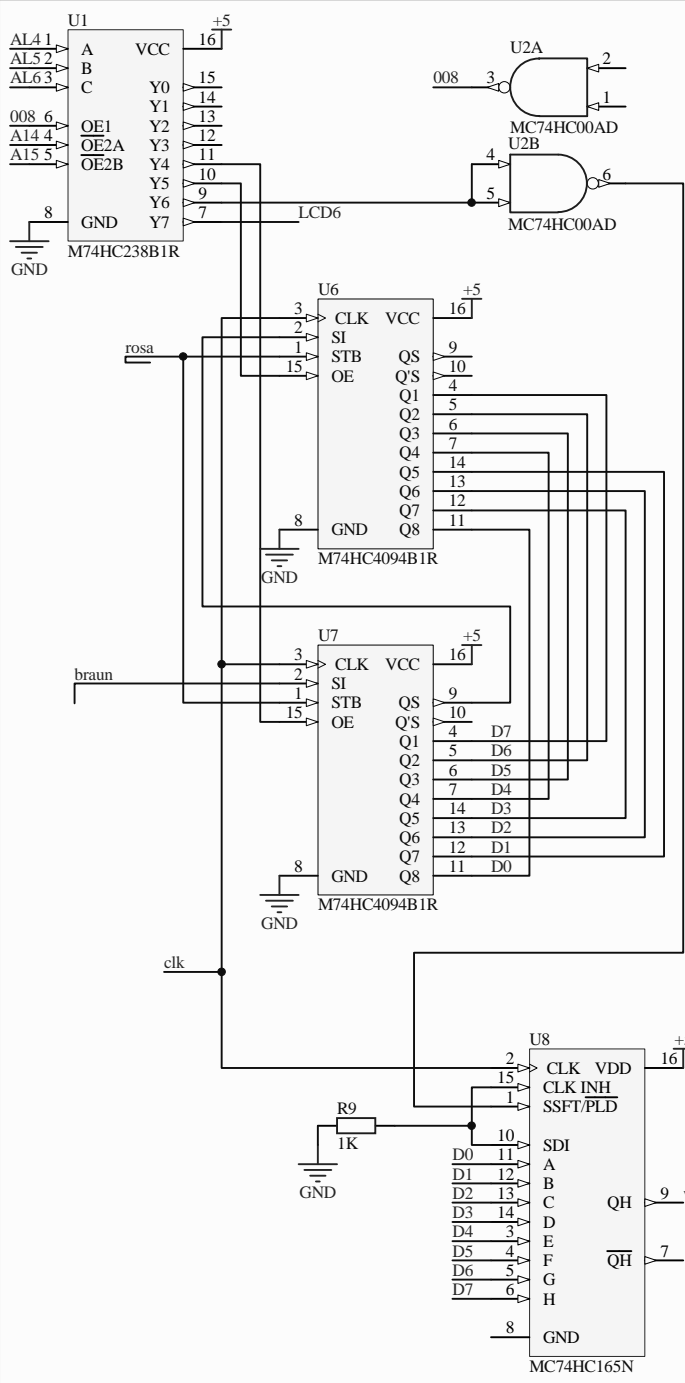 U1
+5
AL4 1 A VCC 16
AL5 2 B
AL6 3 C Y0 15
Y1 14
008 6 OE1 Y2 13
A14 4 OE2A Y3 12
A15 5 OE2B Y4 11
Y5 10
Y6 9
8 GND Y7 7 LCD6
GND
M74HC238B1R
U2A
008 3 2
1
MC74HC00AD
U2B
4 6
5
MC74HC00AD
U6
+5
3 CLK VCC 16
2 SI
rosa 1 STB QS 9
15 OE Q'S 10
Q1 4
Q2 5
Q3 6
Q4 7
Q5 14
Q6 13
Q7 12
8 GND Q8 11
GND
M74HC4094B1R
U7
+5
3 CLK VCC 16
braun 2 SI
1 STB QS 9
15 OE Q'S 10
Q1 4 D7
Q2 5 D6
Q3 6 D5
Q4 7 D4
Q5 14 D3
Q6 13 D2
Q7 12 D1
8 GND Q8 11 D0
GND
M74HC4094B1R
clk
U8
2 CLK VDD 16
15 CLK INH
1 SSFT/PLD
R9
1K
GND
10 SDI
D0 11 A
D1 12 B
D2 13 C QH 9
D3 14 D
D4 3 E
D5 4 F QH 7
D6 5 G
D7 6 H
8 GND
MC74HC165N